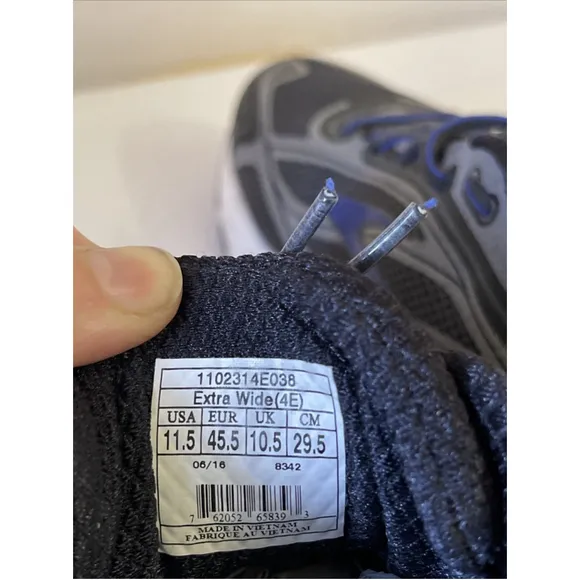 1102314E038
Extra Wide(4E)
USA EUR UK CM
11.5 45.5 10.5 29.5
06/16 8342
7 62052 65839 3
MADE IN VIETNAM
FABRIQUE AU VIETNAM